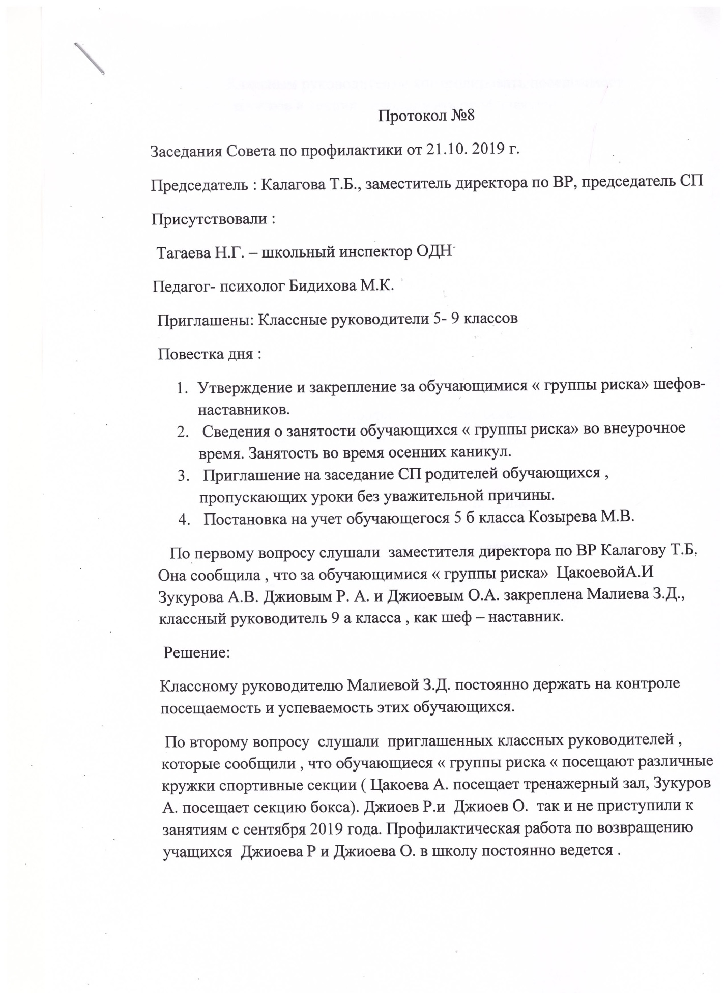 Протокол №8
Заседания Совета по профилактики от 21.10. 2019 г.
Председатель : Калагова Т.Б., заместитель директора по ВР, председатель СП
Присутствовали :
Тагаева Н.Г. – школьный инспектор ОДН
Педагог- психолог Бидихова М.К.
Приглашены: Классные руководители 5- 9 классов
Повестка дня :
1. Утверждение и закрепление за обучающимися « группы риска» шефов-
наставников.
2. Сведения о занятости обучающихся « группы риска» во внеурочное
время. Занятость во время осенних каникул.
3. Приглашение на заседание СП родителей обучающихся ,
пропускающих уроки без уважительной причины.
4. Постановка на учет обучающегося 5 б класса Козырева М.В.
По первому вопросу слушали заместителя директора по ВР Калагову Т.Б.
Она сообщила , что за обучающимися « группы риска» ЦакоевойА.И
Зукурова А.В. Джиовым Р. А. и Джиоевым О.А. закреплена Малиева З.Д.,
классный руководитель 9 а класса , как шеф – наставник.
Решение:
Классному руководителю Малиевой З.Д. постоянно держать на контроле
посещаемость и успеваемость этих обучающихся.
По второму вопросу слушали приглашенных классных руководителей ,
которые сообщили , что обучающиеся « группы риска « посещают различные
кружки спортивные секции ( Цакоева А. посещает тренажерный зал, Зукуров
А. посещает секцию бокса). Джиоев Р.и Джиоев О. так и не приступили к
занятиям с сентября 2019 года. Профилактическая работа по возвращению
учащихся Джиоева Р и Джиоева О. в школу постоянно ведется .